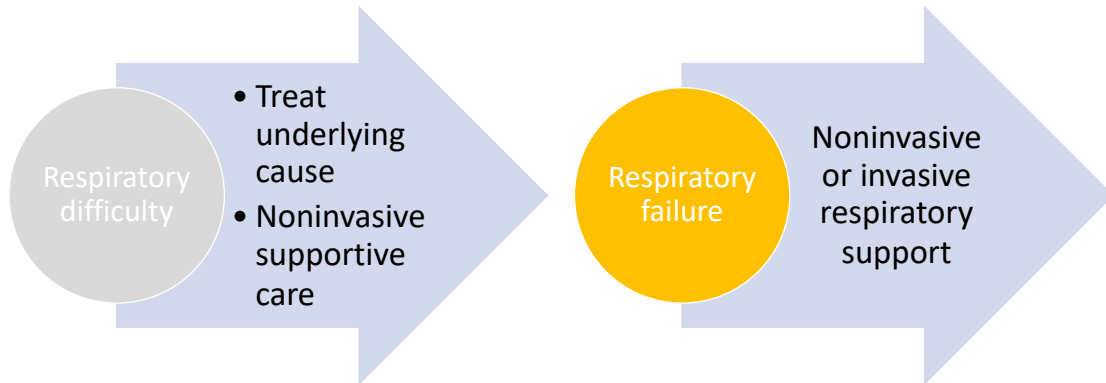 Respiratory
difficulty
• Treat
underlying
cause
• Noninvasive
supportive
care
Respiratory
failure
Noninvasive
or invasive
respiratory
support